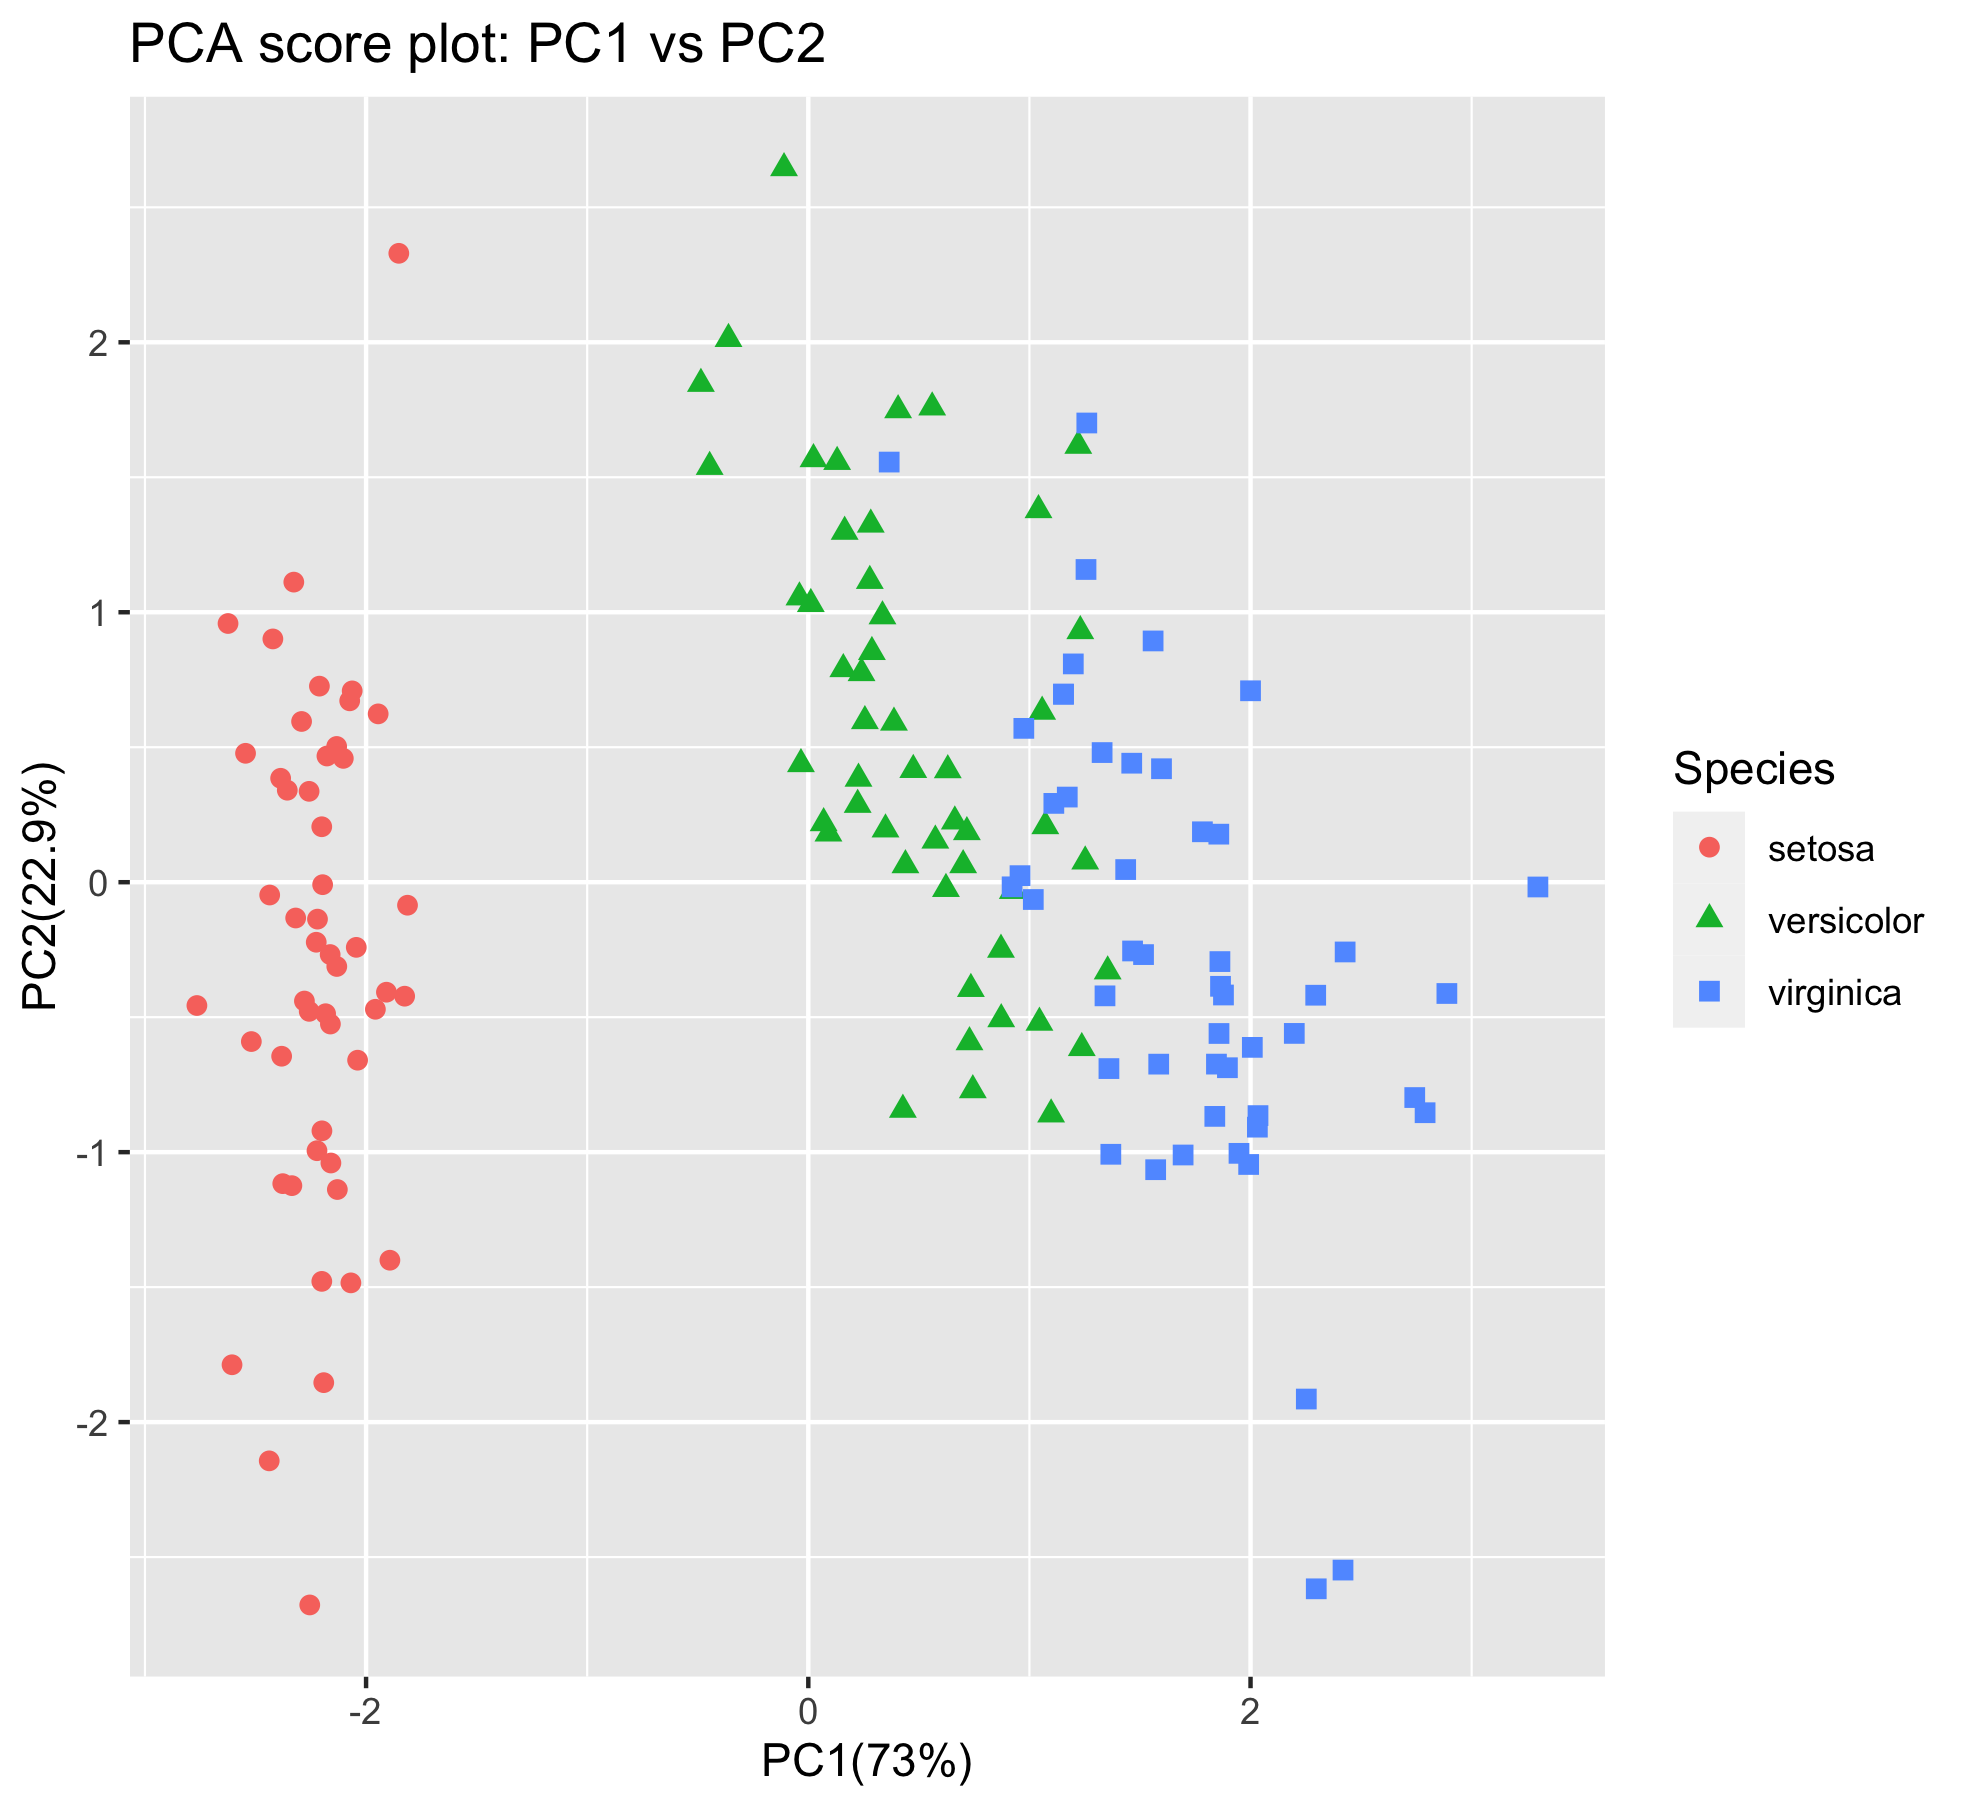 PCA score plot: PC1 vs PC2
2
1
0
-1
-2
PC2(22.9%)
-2
0
2
PC1(73%)
Species
setosa
versicolor
virginica